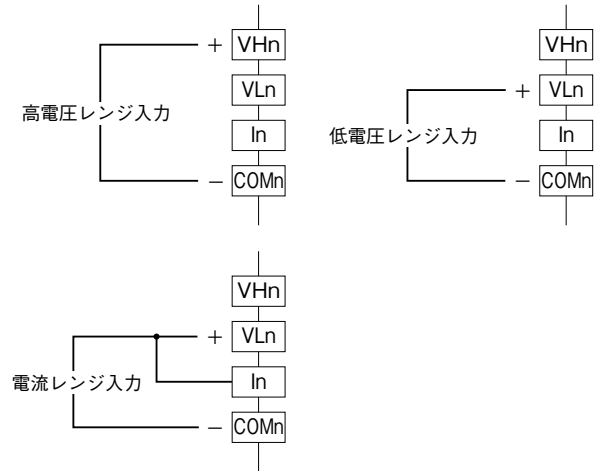 + VHn
VLn
高電圧レンジ入力
In
− COMn
VHn
+ VLn
低電圧レンジ入力
In
− COMn
VHn
+ VLn
電流レンジ入力
In
− COMn